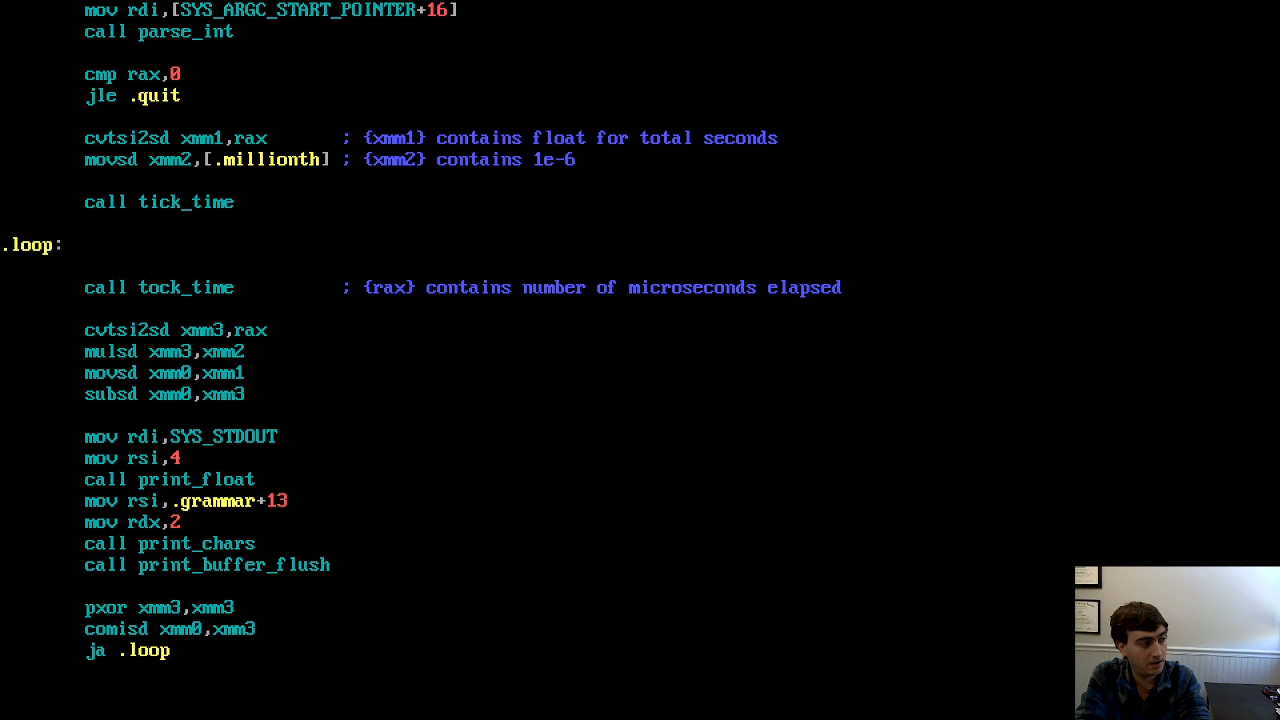 mov rdi,[SYS_ARGC_START_POINTER+16]
call parse_int
cmp rax,0
jle .quit
cvtsi2sd xmm1,rax ; {xmm1} contains float for total seconds
movsd xmm2,[.millionth] ; {xmm2} contains 1e-6
call tick_time
.loop:
call tock_time ; {rax} contains number of microseconds elapsed
cvtsi2sd xmm3,rax
mulsd xmm3,xmm2
movsd xmm0,xmm1
subsd xmm0,xmm3
mov rdi,SYS_STDOUT
mov rsi,4
call print_float
mov rsi,.grammar+13
mov rdx,2
call print_chars
call print_buffer_flush
pxor xmm3,xmm3
comisd xmm0,xmm3
ja .loop